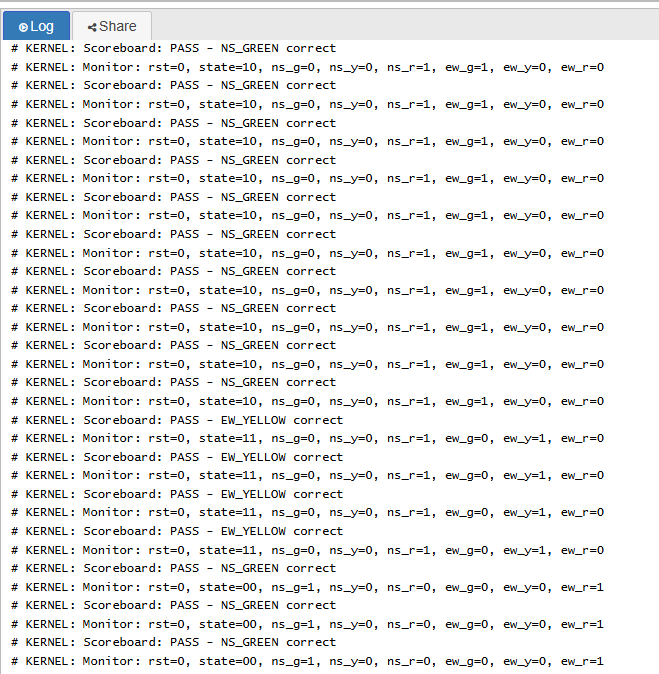 Log Share
# KERNEL: Scoreboard: PASS - NS_GREEN correct
# KERNEL: Monitor: rst=0, state=10, ns_g=0, ns_y=0, ns_r=1, ew_g=1, ew_y=0, ew_r=0
# KERNEL: Scoreboard: PASS - NS_GREEN correct
# KERNEL: Monitor: rst=0, state=10, ns_g=0, ns_y=0, ns_r=1, ew_g=1, ew_y=0, ew_r=0
# KERNEL: Scoreboard: PASS - NS_GREEN correct
# KERNEL: Monitor: rst=0, state=10, ns_g=0, ns_y=0, ns_r=1, ew_g=1, ew_y=0, ew_r=0
# KERNEL: Scoreboard: PASS - NS_GREEN correct
# KERNEL: Monitor: rst=0, state=10, ns_g=0, ns_y=0, ns_r=1, ew_g=1, ew_y=0, ew_r=0
# KERNEL: Scoreboard: PASS - NS_GREEN correct
# KERNEL: Monitor: rst=0, state=10, ns_g=0, ns_y=0, ns_r=1, ew_g=1, ew_y=0, ew_r=0
# KERNEL: Scoreboard: PASS - NS_GREEN correct
# KERNEL: Monitor: rst=0, state=10, ns_g=0, ns_y=0, ns_r=1, ew_g=1, ew_y=0, ew_r=0
# KERNEL: Scoreboard: PASS - NS_GREEN correct
# KERNEL: Monitor: rst=0, state=10, ns_g=0, ns_y=0, ns_r=1, ew_g=1, ew_y=0, ew_r=0
# KERNEL: Scoreboard: PASS - NS_GREEN correct
# KERNEL: Monitor: rst=0, state=10, ns_g=0, ns_y=0, ns_r=1, ew_g=1, ew_y=0, ew_r=0
# KERNEL: Scoreboard: PASS - NS_GREEN correct
# KERNEL: Monitor: rst=0, state=10, ns_g=0, ns_y=0, ns_r=1, ew_g=1, ew_y=0, ew_r=0
# KERNEL: Scoreboard: PASS - NS_GREEN correct
# KERNEL: Monitor: rst=0, state=10, ns_g=0, ns_y=0, ns_r=1, ew_g=1, ew_y=0, ew_r=0
# KERNEL: Scoreboard: PASS - EW_YELLOW correct
# KERNEL: Monitor: rst=0, state=11, ns_g=0, ns_y=0, ns_r=1, ew_g=0, ew_y=1, ew_r=0
# KERNEL: Scoreboard: PASS - EW_YELLOW correct
# KERNEL: Monitor: rst=0, state=11, ns_g=0, ns_y=0, ns_r=1, ew_g=0, ew_y=1, ew_r=0
# KERNEL: Scoreboard: PASS - EW_YELLOW correct
# KERNEL: Monitor: rst=0, state=11, ns_g=0, ns_y=0, ns_r=1, ew_g=0, ew_y=1, ew_r=0
# KERNEL: Scoreboard: PASS - EW_YELLOW correct
# KERNEL: Monitor: rst=0, state=11, ns_g=0, ns_y=0, ns_r=1, ew_g=0, ew_y=1, ew_r=0
# KERNEL: Scoreboard: PASS - NS_GREEN correct
# KERNEL: Monitor: rst=0, state=00, ns_g=1, ns_y=0, ns_r=0, ew_g=0, ew_y=0, ew_r=1
# KERNEL: Scoreboard: PASS - NS_GREEN correct
# KERNEL: Monitor: rst=0, state=00, ns_g=1, ns_y=0, ns_r=0, ew_g=0, ew_y=0, ew_r=1
# KERNEL: Scoreboard: PASS - NS_GREEN correct
# KERNEL: Monitor: rst=0, state=00, ns_g=1, ns_y=0, ns_r=0, ew_g=0, ew_y=0, ew_r=1